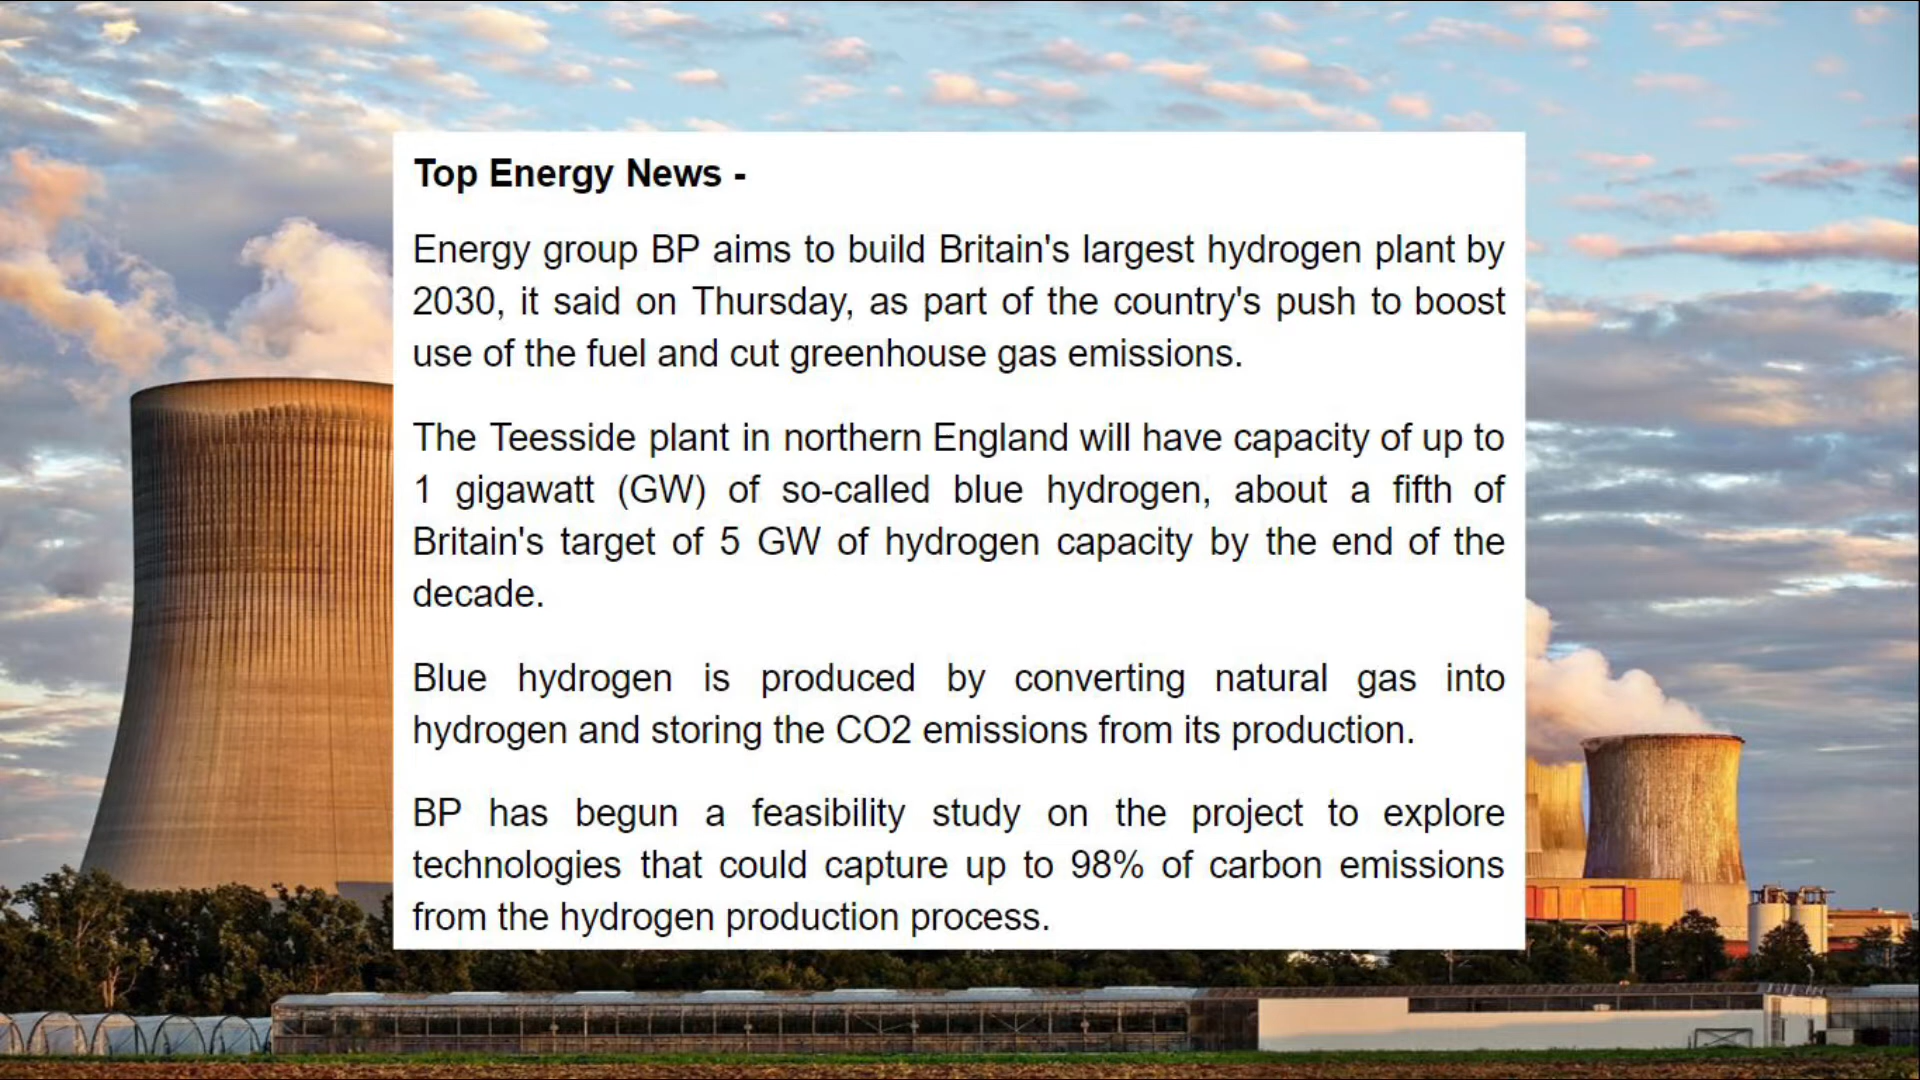 Top Energy News -
Energy group BP aims to build Britain's largest hydrogen plant by
2030, it said on Thursday, as part of the country's push to boost
use of the fuel and cut greenhouse gas emissions.
The Teesside plant in northern England will have capacity of up to
1 gigawatt (GW) of so-called blue hydrogen, about a fifth of
Britain's target of 5 GW of hydrogen capacity by the end of the
decade.
Blue hydrogen is produced by converting natural gas into
hydrogen and storing the CO2 emissions from its production.
BP has begun a feasibility study on the project to explore
technologies that could capture up to 98% of carbon emissions
from the hydrogen production process.